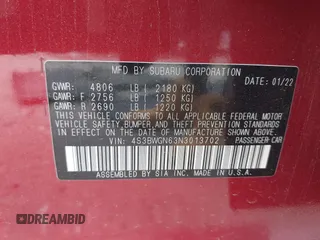 MFD BY SUBARU CORPORATION
01/22
GVWR: 4806 LB ( 2180 KG)
GAWR: F 2756 LB ( 1250 KG)
GAWR: R 2690 LB ( 1220 KG)
THIS VEHICLE CONFORMS TO ALL APPLICABLE
FEDERAL MOTOR VEHICLE
SAFETY, BUMPER, AND THEFT PREVENTION
STANDARDS IN EFFECT ON THE
DATE OF MANUFACTURE SHOWN ABOVE.
VIN: 4S3BWGN63N3013702
PASSENGER CAR
ASSEMBLED BY SIA INC. MADE IN U.S.A.
DREAMBID